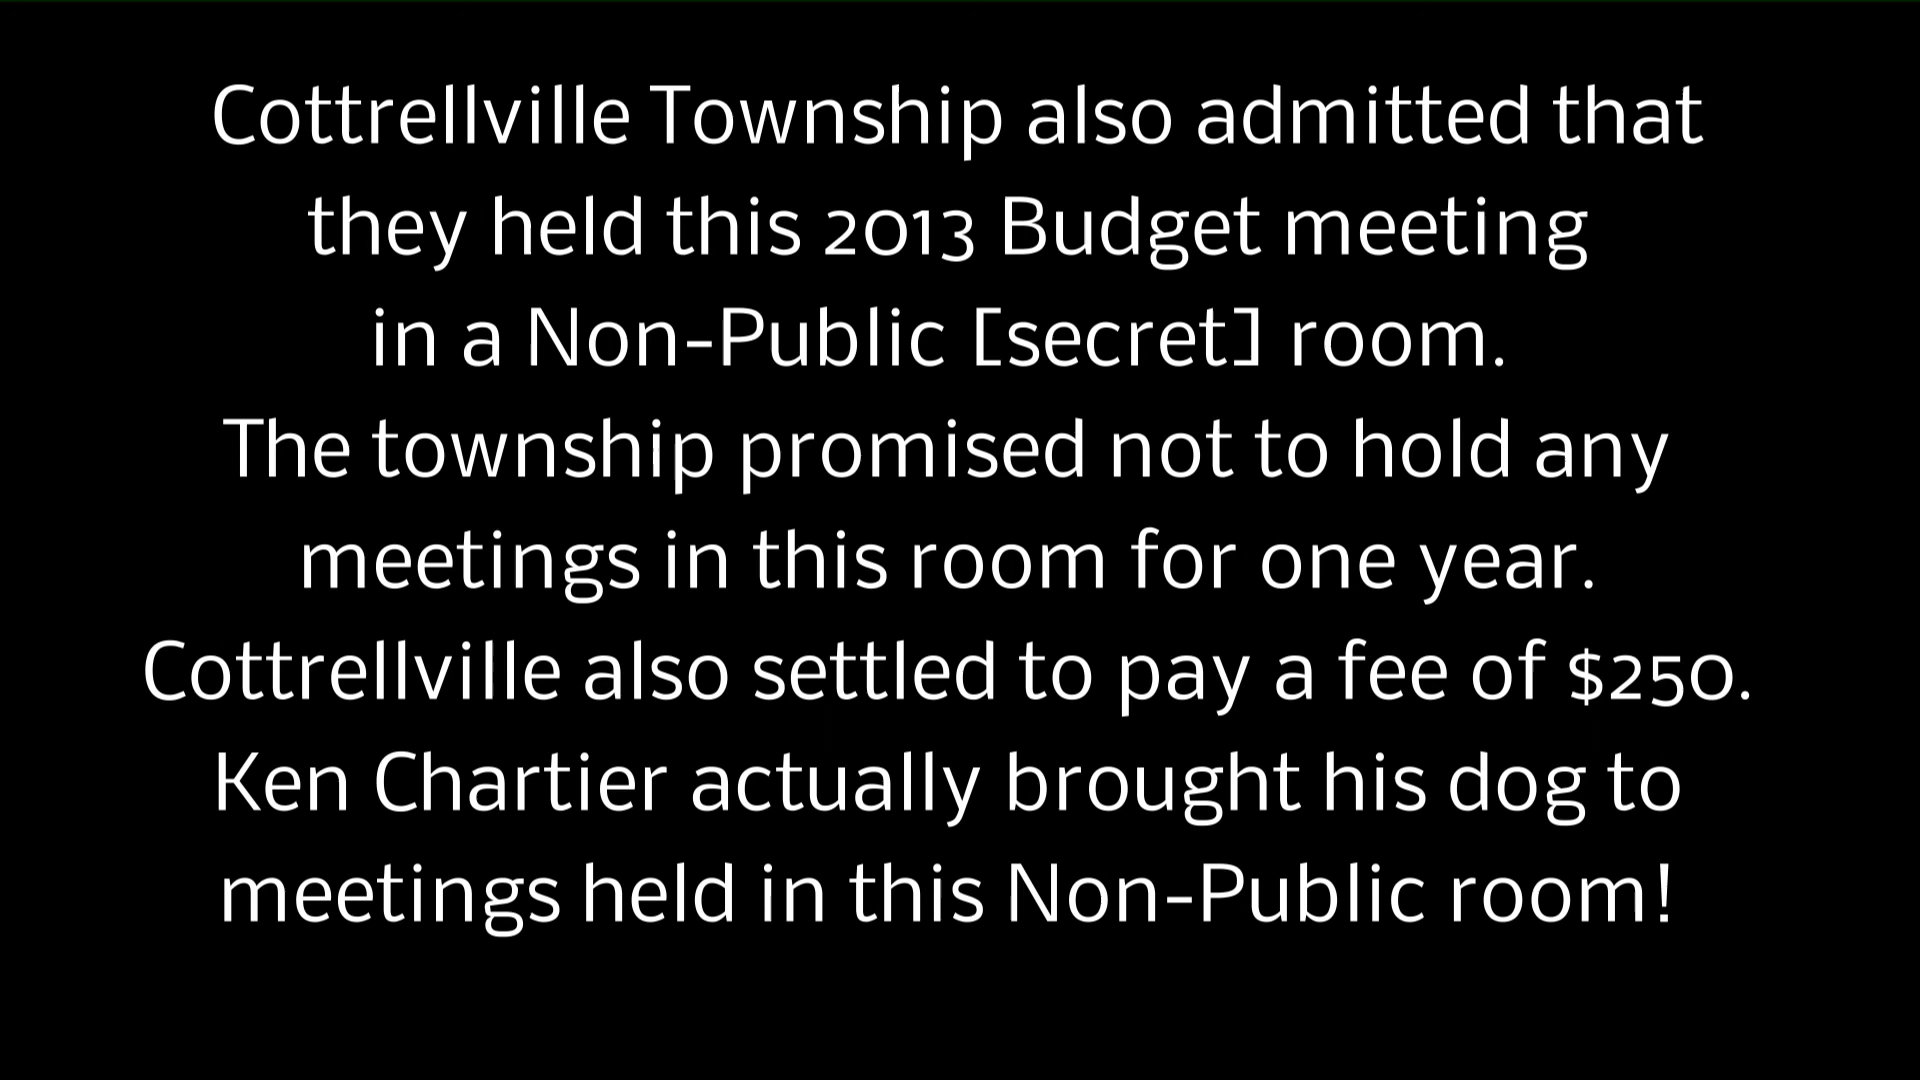 Cottrellville Township also admitted that
they held this 2013 Budget meeting
in a Non-Public [secret] room.
The township promised not to hold any
meetings in this room for one year.
Cottrellville also settled to pay a fee of $250.
Ken Chartier actually brought his dog to
meetings held in this Non-Public room!